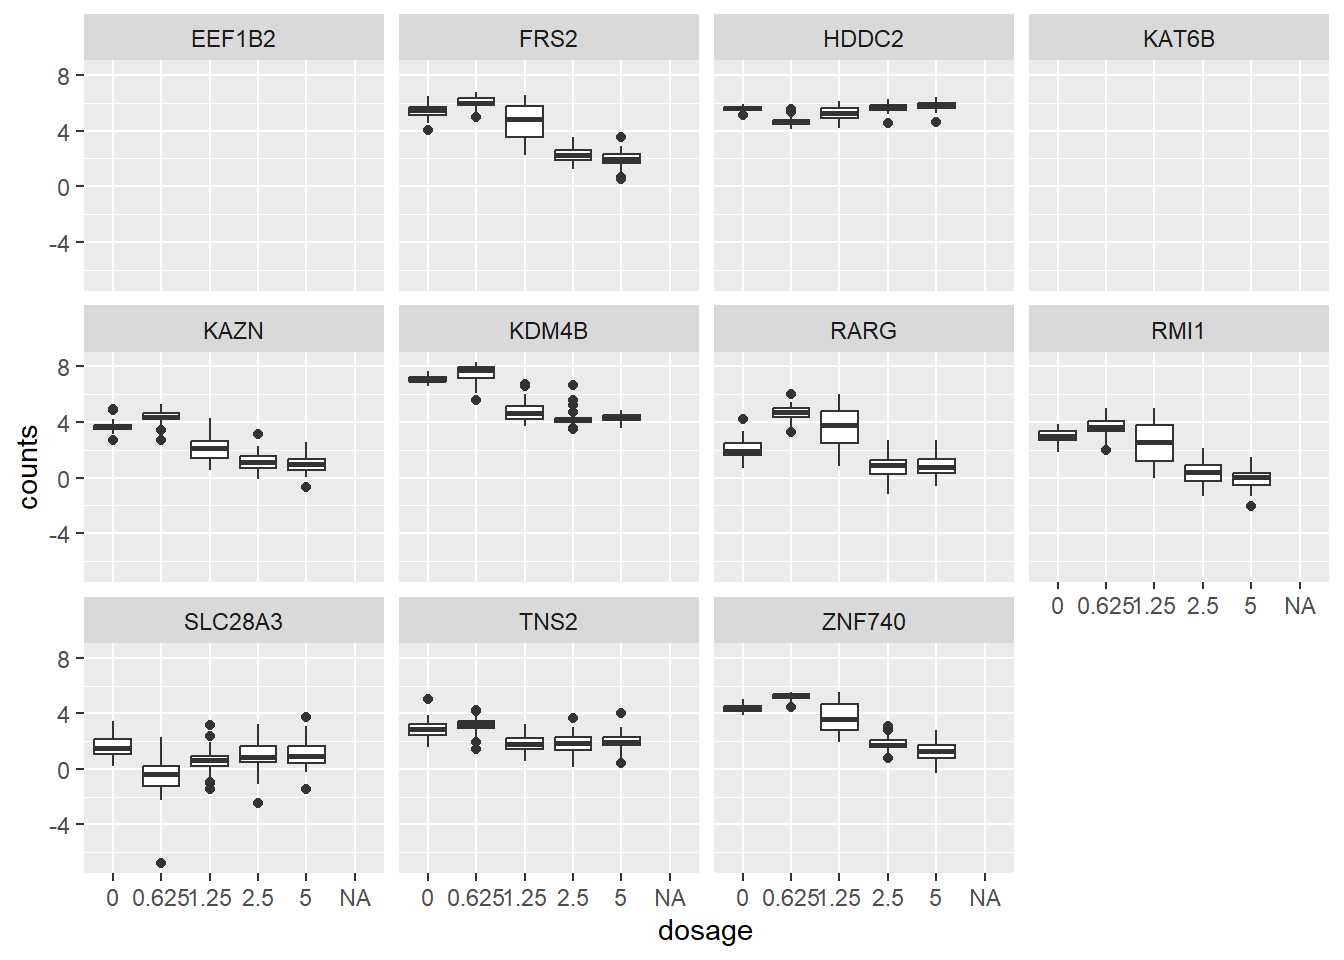 EEF1B2 FRS2 HDDC2 KAT6B
8
4
0
-4
KAZN KDM4B RARG RMI1
8
4
0
-4
0 0.625 1.25 2.5 5 NA
SLC28A3 TNS2 ZNF740
8
4
0
-4
0 0.625 1.25 2.5 5 NA 0 0.625 1.25 2.5 5 NA 0 0.625 1.25 2.5 5 NA
dosage
counts